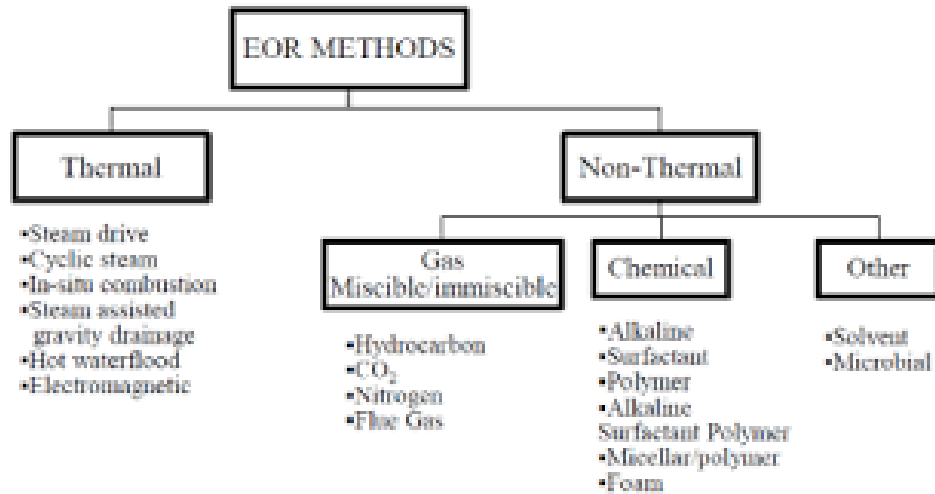 EOR METHODS
Thermal
Non-Thermal
•Steam drive
•Cyclic steam
•In-situ combustion
•Steam assisted
gravity drainage
•Hot waterflood
•Electromagnetic
Gas
Miscible/immiscible
•Hydrocarbon
•CO₂
•Nitrogen
•Flue Gas
Chemical
•Alkaline
•Surfactant
•Polymer
•Alkaline
Surfactant Polymer
•Micellar/polymer
•Foam
Other
•Solvent
•Microbial